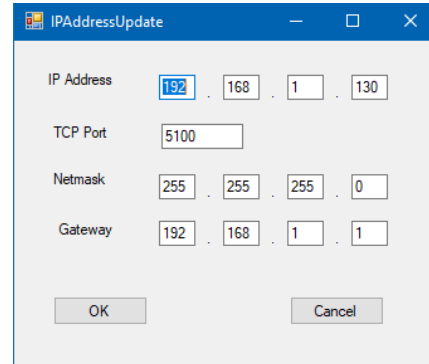 IPAddressUpdate
IP Address 192 . 168 . 1 . 130
TCP Port 5100
Netmask 255 . 255 . 255 . 0
Gateway 192 . 168 . 1 . 1
OK Cancel